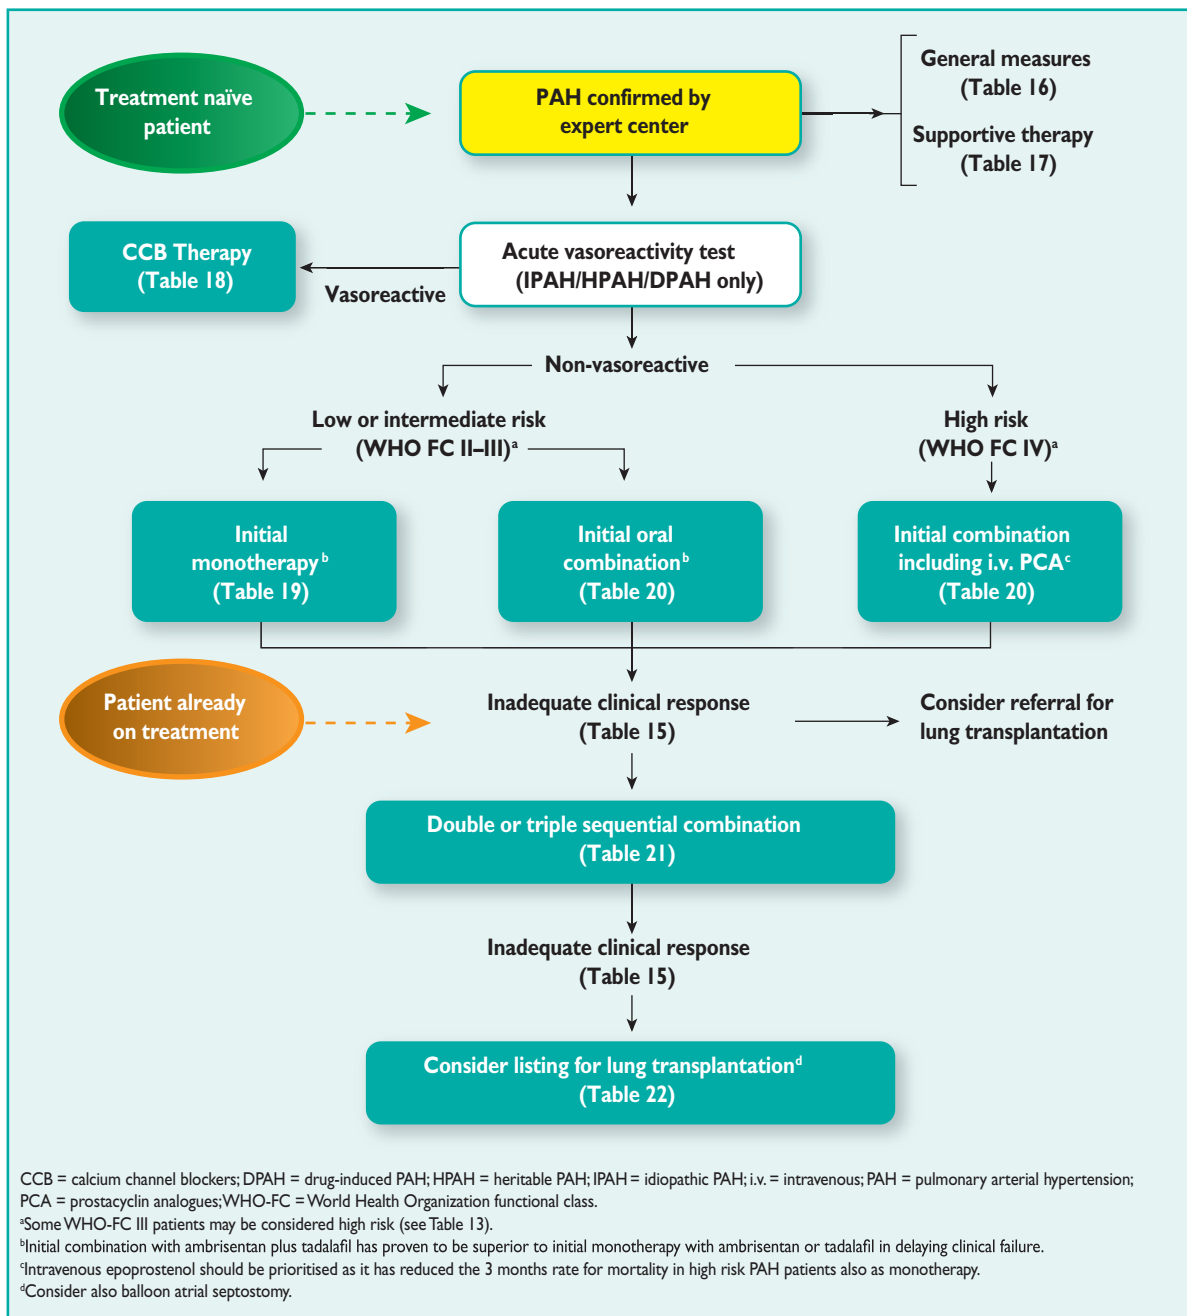 Treatment naïve
patient
PAH confirmed by
expert center
General measures
(Table 16)
Supportive therapy
(Table 17)
CCB Therapy
(Table 18)
Vasoreactive
Acute vasoreactivity test
(IPAH/HPAH/DPAH only)
Non-vasoreactive
Low or intermediate risk
(WHO FC II–III)ᵃ
High risk
(WHO FC IV)ᵃ
Initial
monotherapyᵇ
(Table 19)
Initial oral
combinationᵇ
(Table 20)
Initial combination
including i.v. PCAᶜ
(Table 20)
Patient already
on treatment
Inadequate clinical response
(Table 15)
Consider referral for
lung transplantation
Double or triple sequential combination
(Table 21)
Inadequate clinical response
(Table 15)
Consider listing for lung transplantationᵈ
(Table 22)
CCB = calcium channel blockers; DPAH = drug-induced PAH; HPAH = heritable PAH; IPAH = idiopathic PAH; i.v. = intravenous; PAH = pulmonary arterial hypertension;
PCA = prostacyclin analogues; WHO-FC = World Health Organization functional class.
ᵃSome WHO-FC III patients may be considered high risk (see Table 13).
ᵇInitial combination with ambrisentan plus tadalafil has proven to be superior to initial monotherapy with ambrisentan or tadalafil in delaying clinical failure.
ᶜIntravenous epoprostenol should be prioritised as it has reduced the 3 months rate for mortality in high risk PAH patients also as monotherapy.
ᵈConsider also balloon atrial septostomy.